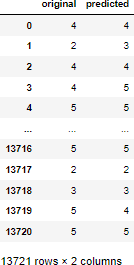 original predicted
0 4 4
1 2 3
2 4 4
3 4 5
4 5 5
... ... ...
13716 5 5
13717 2 2
13718 3 3
13719 5 4
13720 5 5
13721 rows × 2 columns